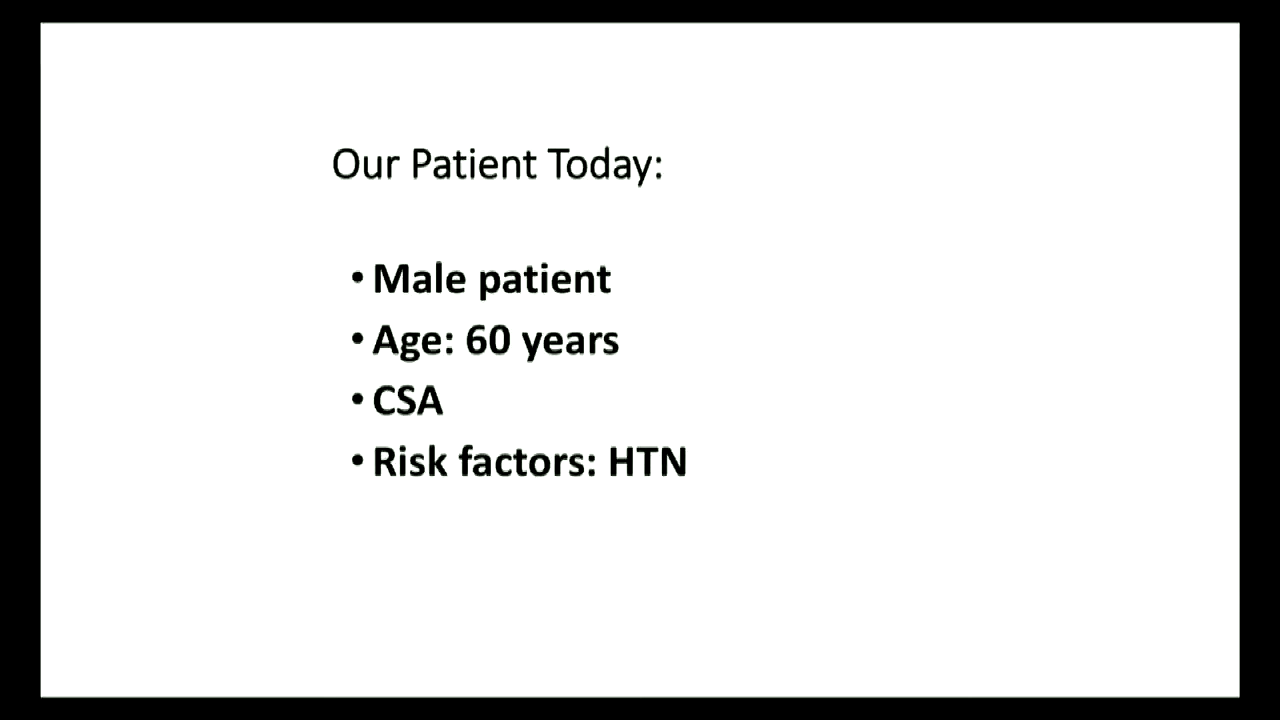 Our Patient Today:
• Male patient
• Age: 60 years
• CSA
• Risk factors: HTN